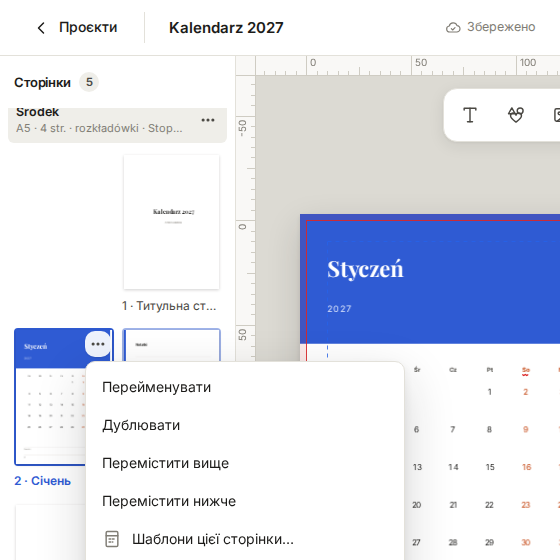 Проєкти
Kalendarz 2027
Збережено
Сторінки 5
Środek
A5 · 4 str. · rozkładówki · Stop...
0 50 100
-50
0
50
Kalendarz 2027
1 · Титульна ст...
Styczeń
2 · Січень
Styczeń
2027
Śr Cz Pt So
1 2
6 7 8 9
13 14 15 16
20 21 22 23
27 28 29 30
Перейменувати
Дублювати
Перемістити вище
Перемістити нижче
Шаблони цієї сторінки...